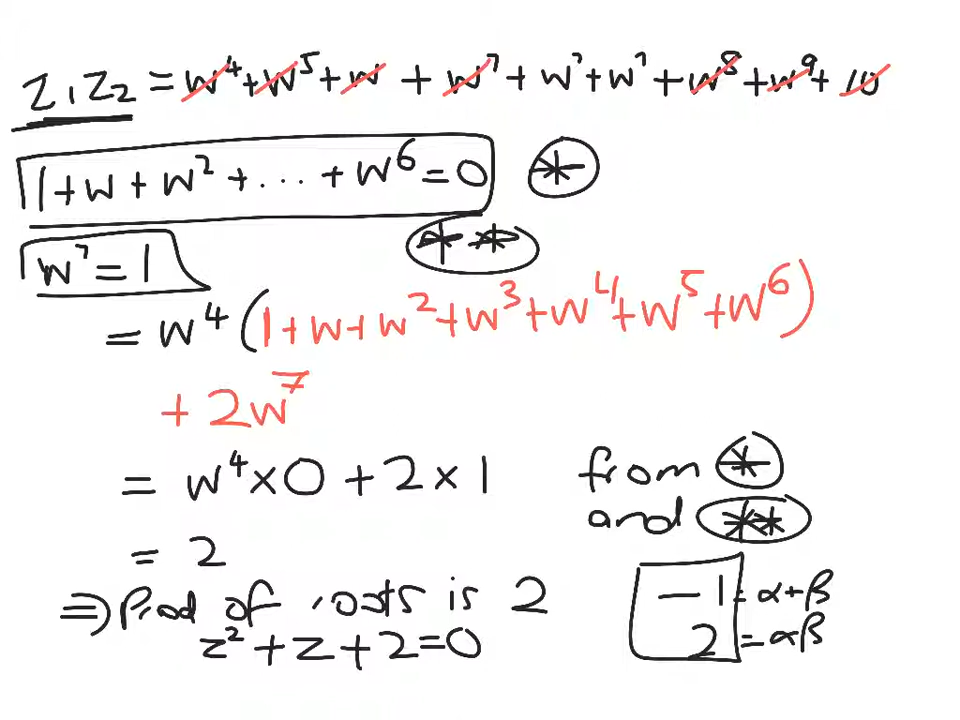 z₁z₂ = w⁴ + w⁵ + w + w⁷ + w⁷ + w⁷ + w⁸ + w⁹ + 10
1 + w + w² + ... + w⁶ = 0 *
w⁷ = 1 **
= w⁴ (1 + w + w² + w³ + w⁴ + w⁵ + w⁶)
+ 2w⁷
= w⁴ × 0 + 2 × 1 from *
and **
= 2
⇒ Prod of roots is 2
z² + z + 2 = 0
-1 = α + β
2 = αβ